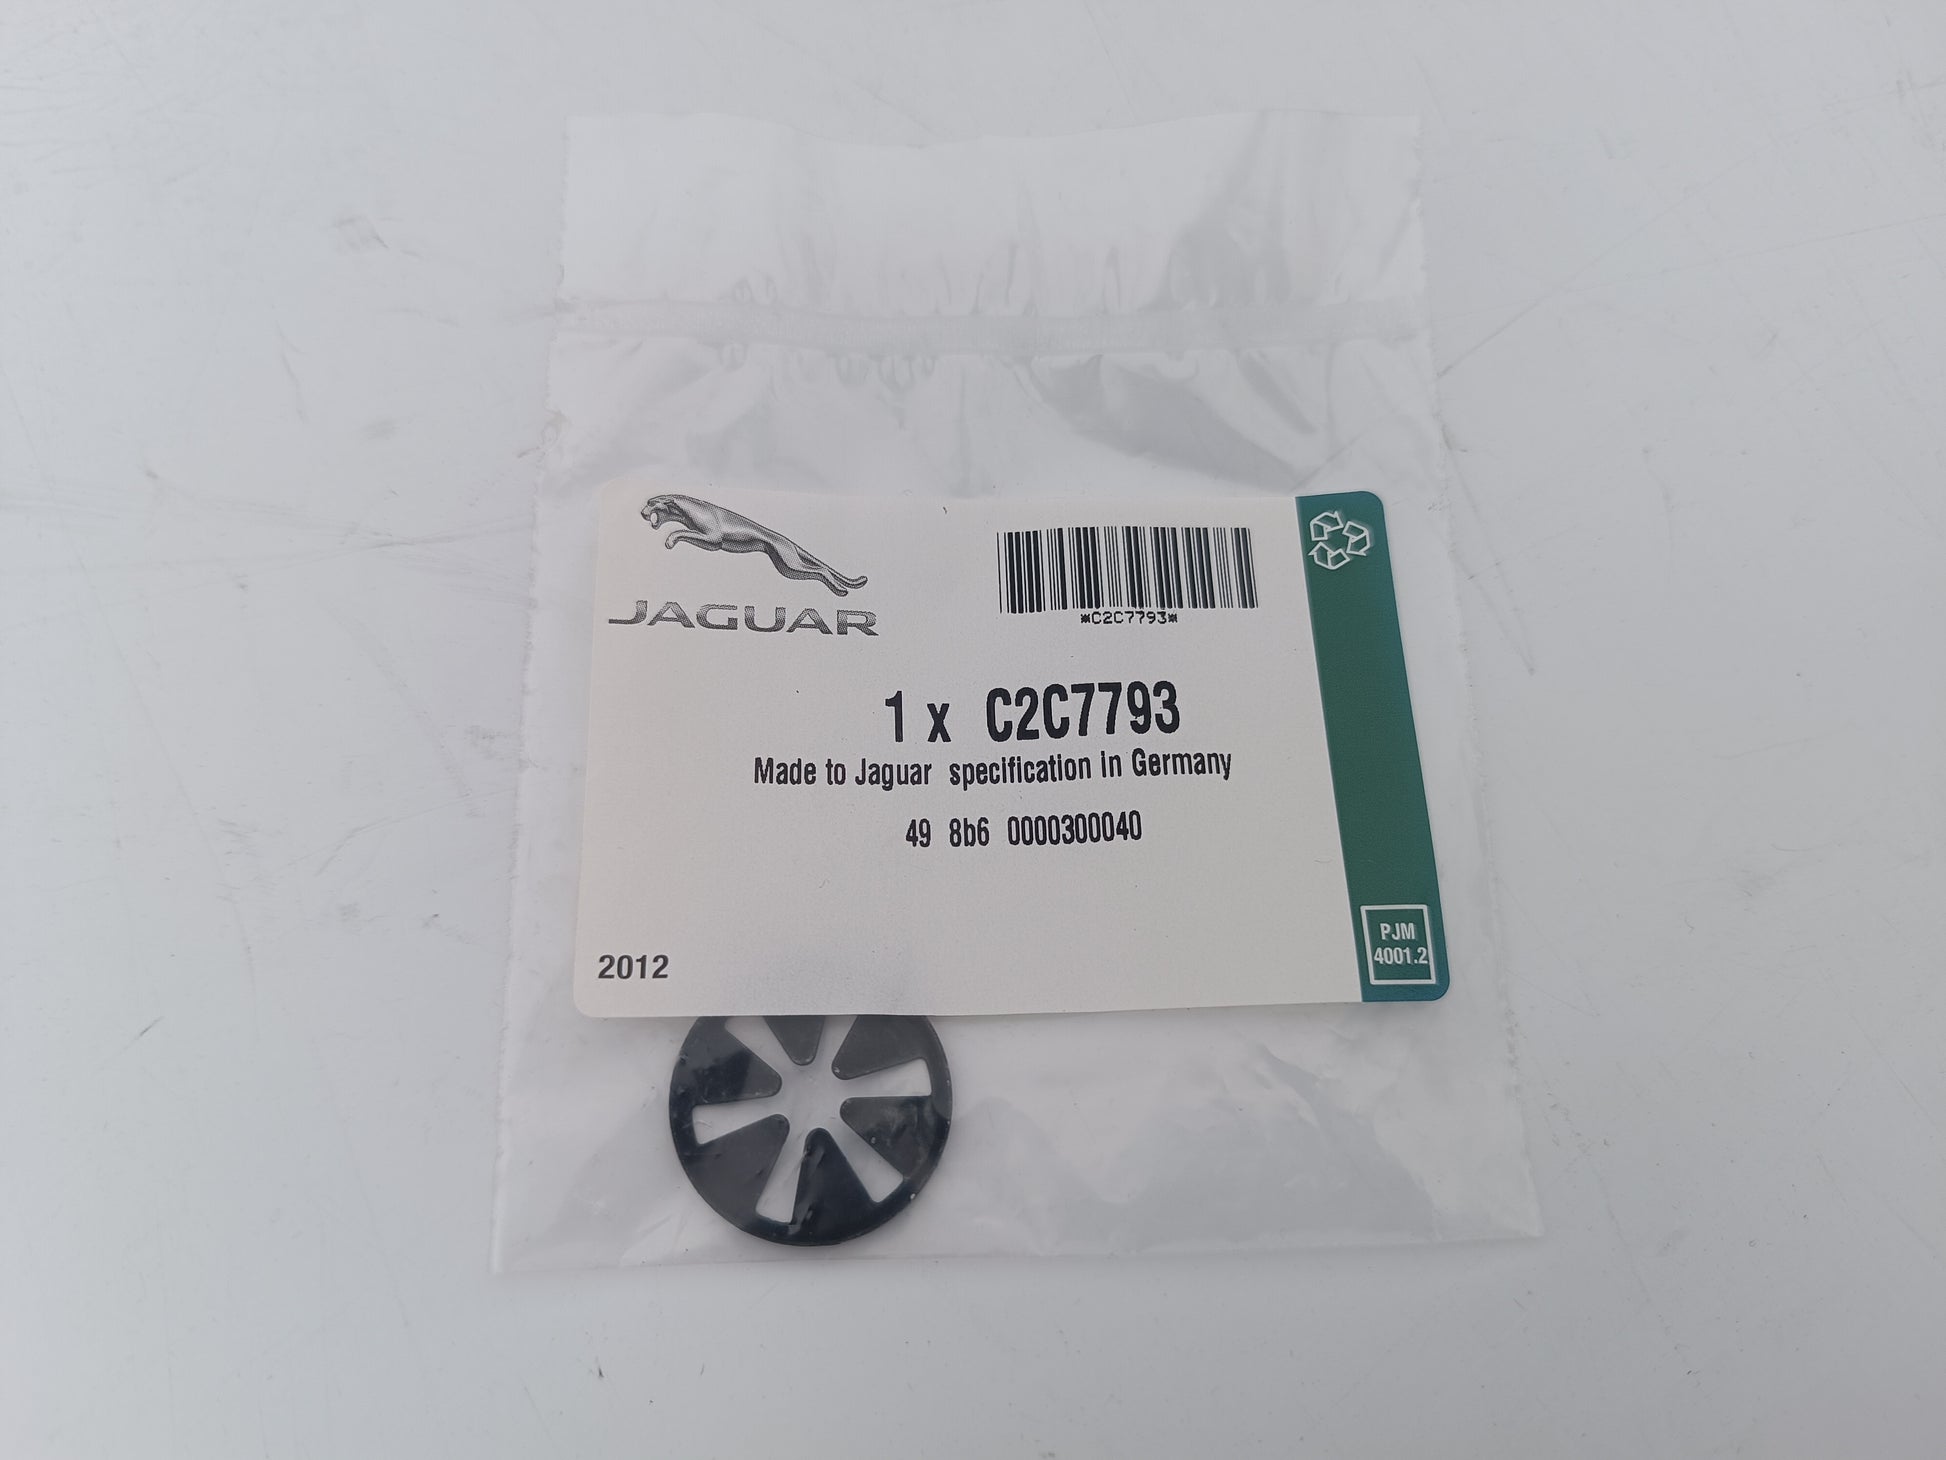 JAGUAR
*C2C7793*
1 x C2C7793
Made to Jaguar specification in Germany
49 8b6 0000300040
2012
PJM
4001.2